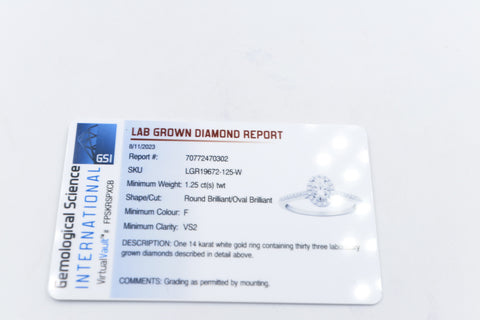 LAB GROWN DIAMOND REPORT
8/11/2023
Report #: 70772470302
SKU LGR19672-125-W
Minimum Weight: 1.25 ct(s) twt
Shape/Cut: Round Brilliant/Oval Brilliant
Minimum Colour: F
Minimum Clarity: VS2
DESCRIPTION: One 14 karat white gold ring containing thirty three laboratory
grown diamonds described in detail above.
COMMENTS: Grading as permitted by mounting.
GSI
Gemological Science
INTERNATIONAL
VirtualVault™ # FPSKRSPXCB